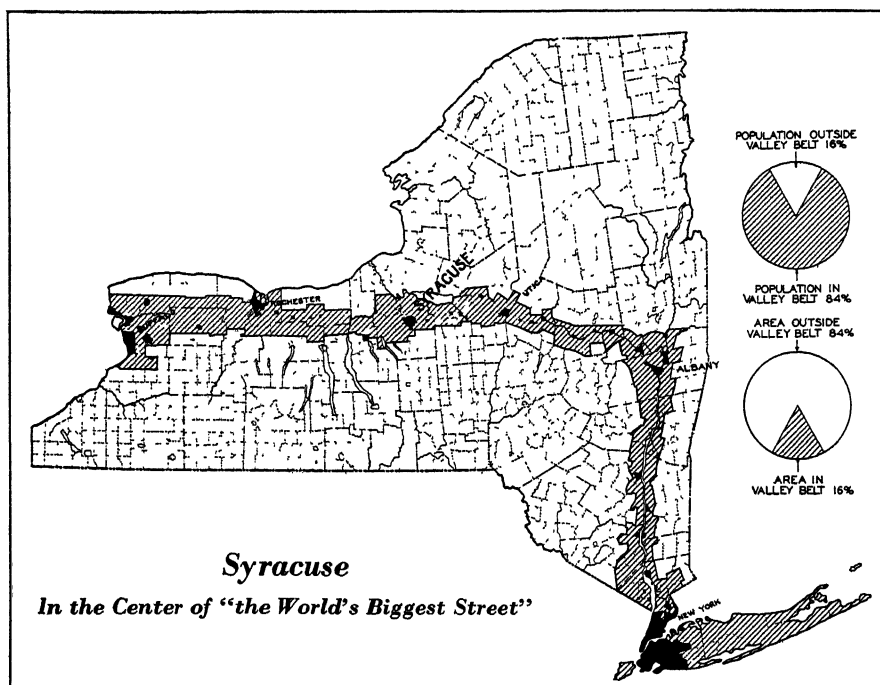 POPULATION OUTSIDE
VALLEY BELT 16%
POPULATION IN
VALLEY BELT 84%
AREA OUTSIDE
VALLEY BELT 84%
AREA IN
VALLEY BELT 16%
BUFFALO
ROCHESTER
SYRACUSE
UTICA
ALBANY
NEW YORK
Syracuse
In the Center of “the World's Biggest Street”